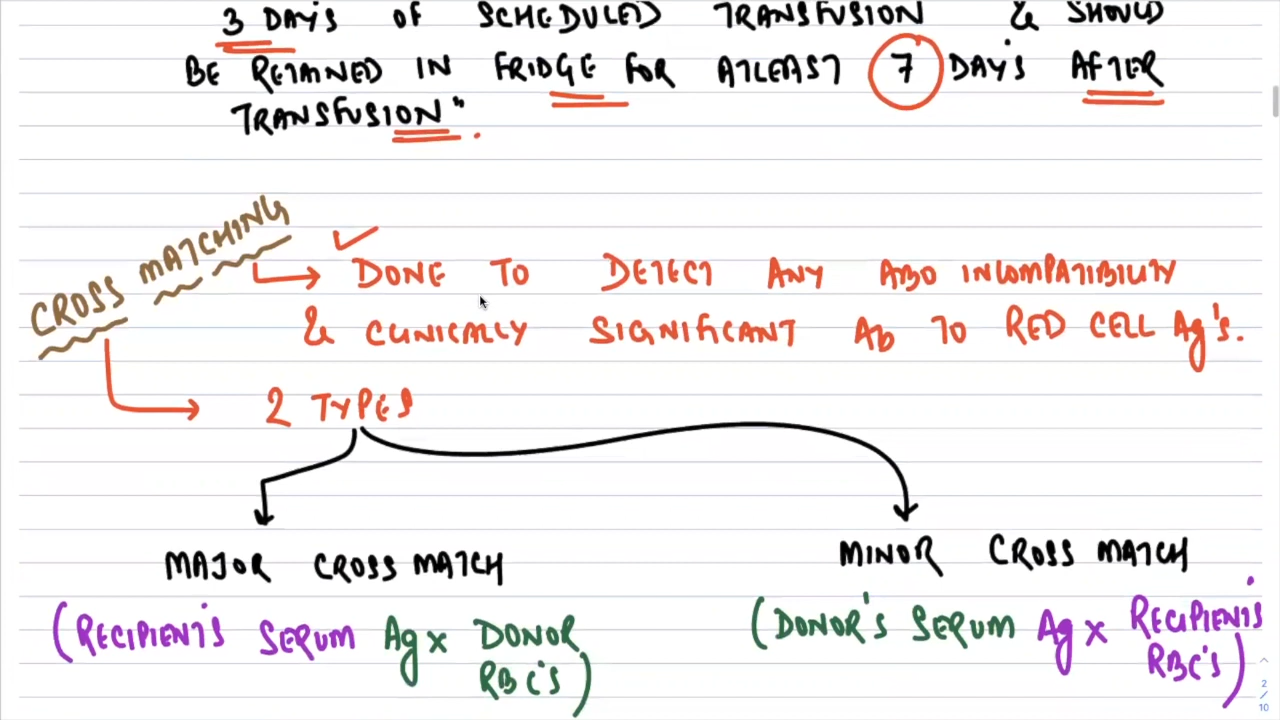 3 DAYS OF SCHEDULED TRANSFUSION & SHOULD
BE RETAINED IN FRIDGE FOR ATLEAST 7 DAYS AFTER
TRANSFUSION".
CROSS MATCHING
DONE TO DETECT ANY ABO INCOMPATIBILITY
& CLINICALLY SIGNIFICANT Ab TO RED CELL Ag's.
2 TYPES
MAJOR CROSS MATCH
MINOR CROSS MATCH
(RECIPIENT'S SERUM Ag x DONOR
RBC'S)
(DONOR'S SERUM Ag x RECIPIENT'S
RBC'S)
2
/
10